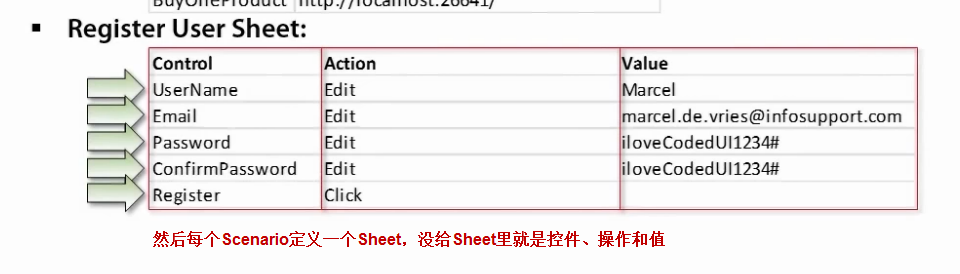 BuyOneProduct http://localhost:26641/
▪ Register User Sheet:
Control Action Value
UserName Edit Marcel
Email Edit marcel.de.vries@infosupport.com
Password Edit iloveCodedUI1234#
ConfirmPassword Edit iloveCodedUI1234#
Register Click
然后每个Scenario定义一个Sheet，没给Sheet里就是控件、操作和值